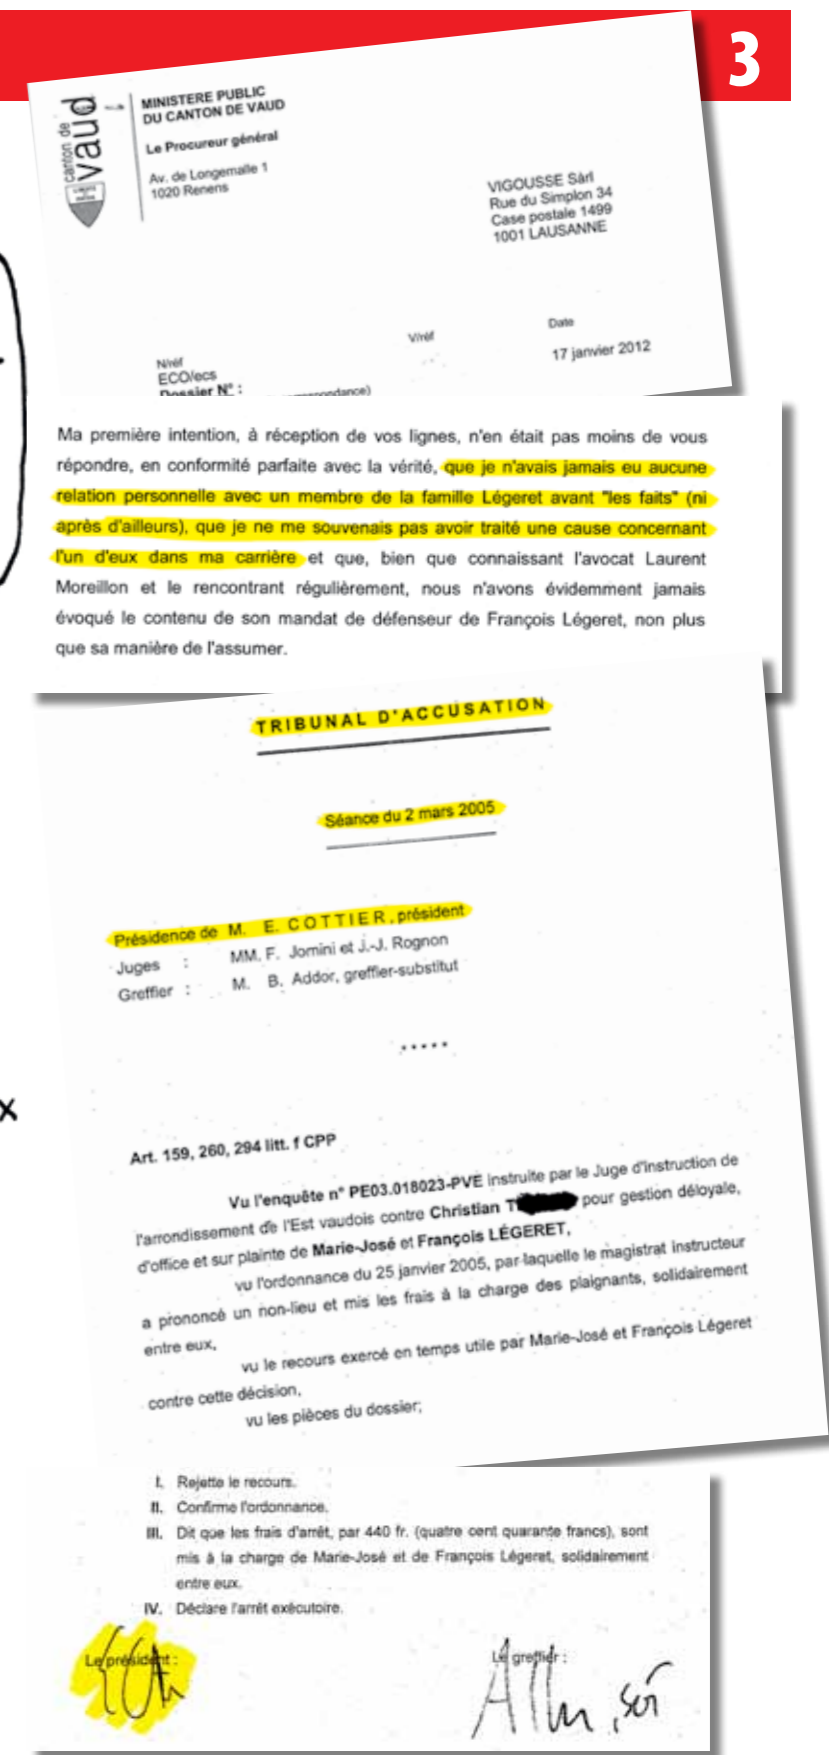 3
canton de
vaud
MINISTERE PUBLIC
DU CANTON DE VAUD
Le Procureur général
Av. de Longemalle 1
1020 Renens
VIGOUSSE Sàrl
Rue du Simplon 34
Case postale 1499
1001 LAUSANNE
N/réf
ECO/ecs
Dossier N° :
V/réf
Date
17 janvier 2012
Ma première intention, à réception de vos lignes, n'en était pas moins de vous
répondre, en conformité parfaite avec la vérité, que je n'avais jamais eu aucune
relation personnelle avec un membre de la famille Légeret avant "les faits" (ni
après d'ailleurs), que je ne me souvenais pas avoir traité une cause concernant
l'un d'eux dans ma carrière et que, bien que connaissant l'avocat Laurent
Moreillon et le rencontrant régulièrement, nous n'avons évidemment jamais
évoqué le contenu de son mandat de défenseur de François Légeret, non plus
que sa manière de l'assumer.
TRIBUNAL D'ACCUSATION
Séance du 2 mars 2005
Présidence de M. E. COTTIER, président
Juges : MM. F. Jomini et J.-J. Rognon
Greffier : M. B. Addor, greffier-substitut
*****
x
Art. 159, 260, 294 litt. f CPP
Vu l'enquête n° PE03.018023-PVE instruite par le Juge d'instruction de
l'arrondissement de l'Est vaudois contre Christian T pour gestion déloyale,
d'office et sur plainte de Marie-José et François LÉGERET,
vu l'ordonnance du 25 janvier 2005, par laquelle le magistrat instructeur
a prononcé un non-lieu et mis les frais à la charge des plaignants, solidairement
entre eux,
vu le recours exercé en temps utile par Marie-José et François Légeret
contre cette décision,
vu les pièces du dossier;
I. Rejette le recours.
II. Confirme l'ordonnance.
III. Dit que les frais d'arrêt, par 440 fr. (quatre cent quarante francs), sont
mis à la charge de Marie-José et de François Légeret, solidairement
entre eux.
IV. Déclare l'arrêt exécutoire.
Le président :
Le greffier :